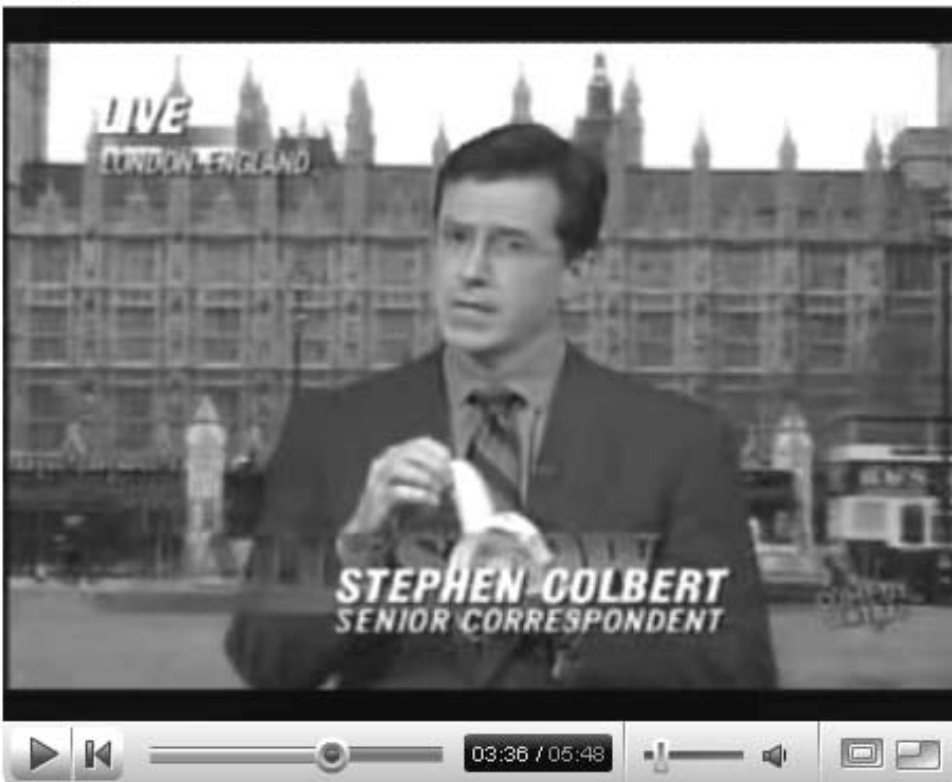 LIVE
LONDON, ENGLAND
STEPHEN COLBERT
SENIOR CORRESPONDENT
03:36 / 05:48